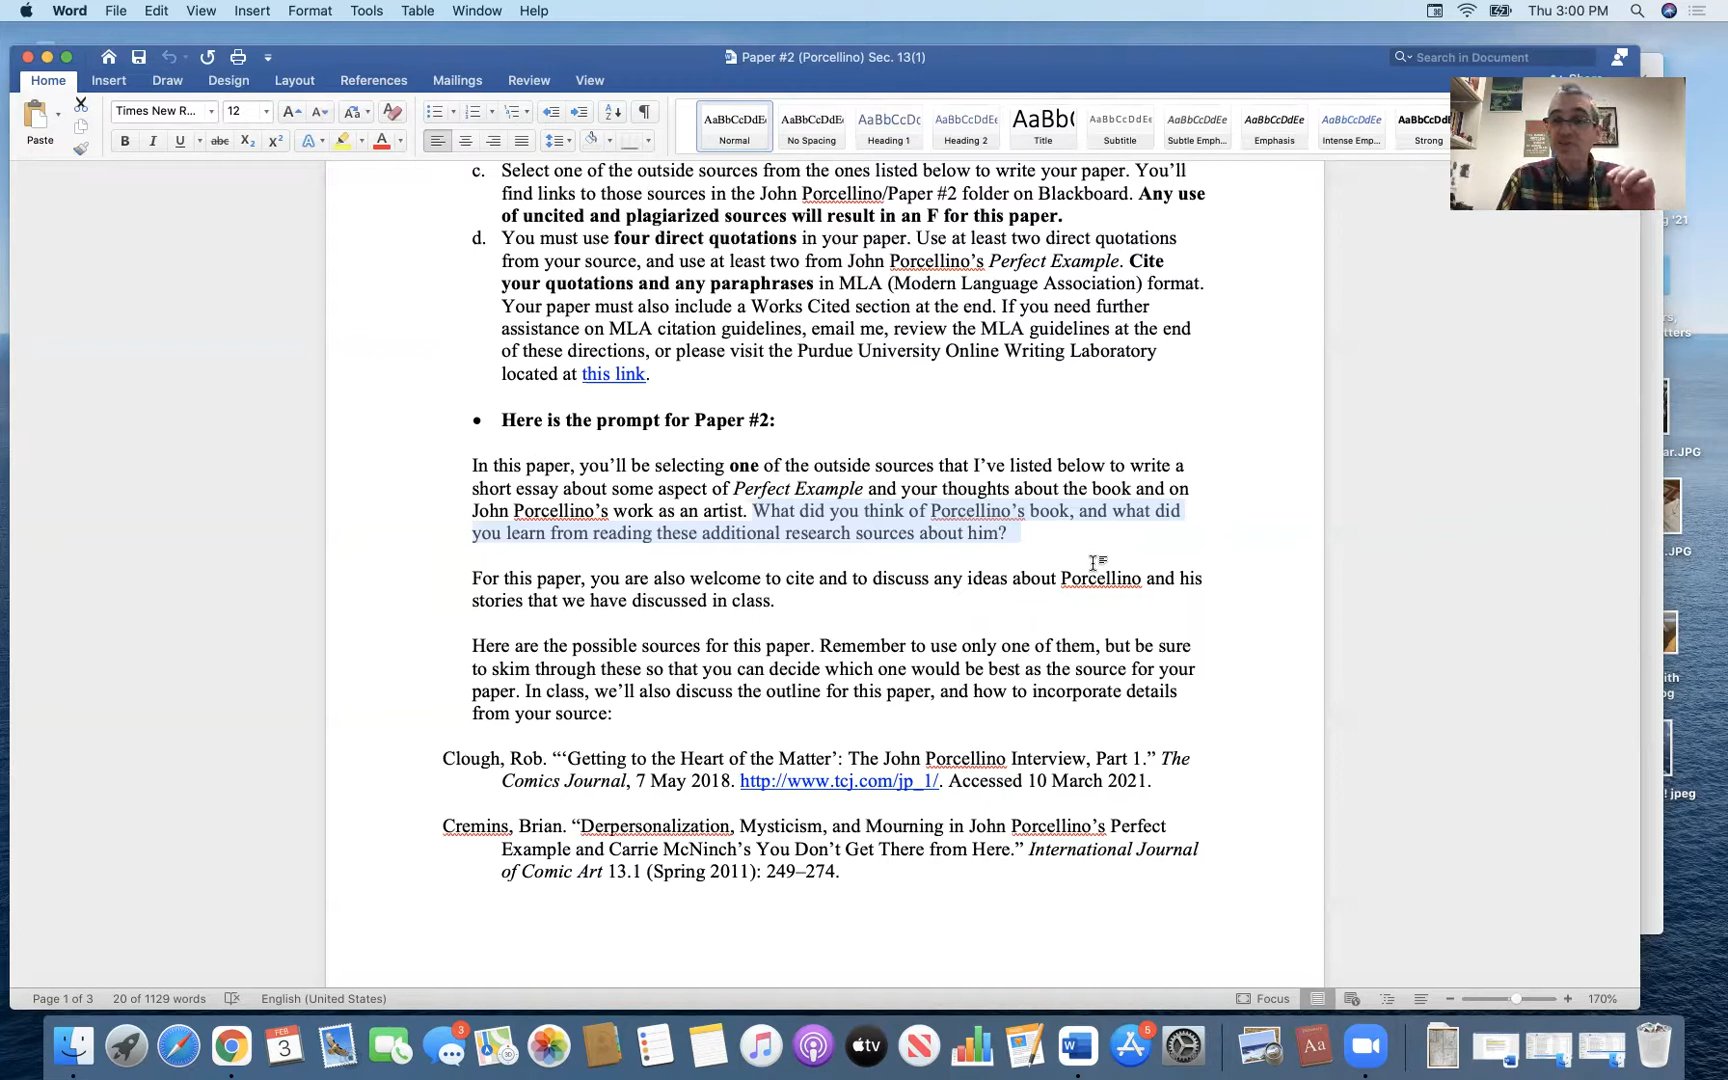 Word File Edit View Insert Format Tools Table Window Help
Thu 3:00 PM
Paper #2 (Porcellino) Sec. 13(1)
Search in Document
Home Insert Draw Design Layout References Mailings Review View
Paste
Times New R... 12
AaBbCcDdE AaBbCcDdE AaBbCcDc AaBbCcDdE AaBb( AaBbCcDdE AaBbCcDdE AaBbCcDdE AaBbCcDdE AaBbCcD
Normal No Spacing Heading 1 Heading 2 Title Subtitle Subtle Emph... Emphasis Intense Emp... Strong
c. Select one of the outside sources from the ones listed below to write your paper. You’ll
find links to those sources in the John Porcellino/Paper #2 folder on Blackboard. Any use
of uncited and plagiarized sources will result in an F for this paper.
d. You must use four direct quotations in your paper. Use at least two direct quotations
from your source, and use at least two from John Porcellino’s Perfect Example. Cite
your quotations and any paraphrases in MLA (Modern Language Association) format.
Your paper must also include a Works Cited section at the end. If you need further
assistance on MLA citation guidelines, email me, review the MLA guidelines at the end
of these directions, or please visit the Purdue University Online Writing Laboratory
located at this link.
• Here is the prompt for Paper #2:
In this paper, you’ll be selecting one of the outside sources that I’ve listed below to write a
short essay about some aspect of Perfect Example and your thoughts about the book and on
John Porcellino’s work as an artist. What did you think of Porcellino’s book, and what did
you learn from reading these additional research sources about him?
For this paper, you are also welcome to cite and to discuss any ideas about Porcellino and his
stories that we have discussed in class.
Here are the possible sources for this paper. Remember to use only one of them, but be sure
to skim through these so that you can decide which one would be best as the source for your
paper. In class, we’ll also discuss the outline for this paper, and how to incorporate details
from your source:
Clough, Rob. “‘Getting to the Heart of the Matter’: The John Porcellino Interview, Part 1.” The
Comics Journal, 7 May 2018. http://www.tcj.com/jp_1/. Accessed 10 March 2021.
Cremins, Brian. “Derpersonalization, Mysticism, and Mourning in John Porcellino’s Perfect
Example and Carrie McNinch’s You Don’t Get There from Here.” International Journal
of Comic Art 13.1 (Spring 2011): 249–274.
Page 1 of 3 20 of 1129 words English (United States) Focus 170%
3 FEB 3 tv 5 Aa